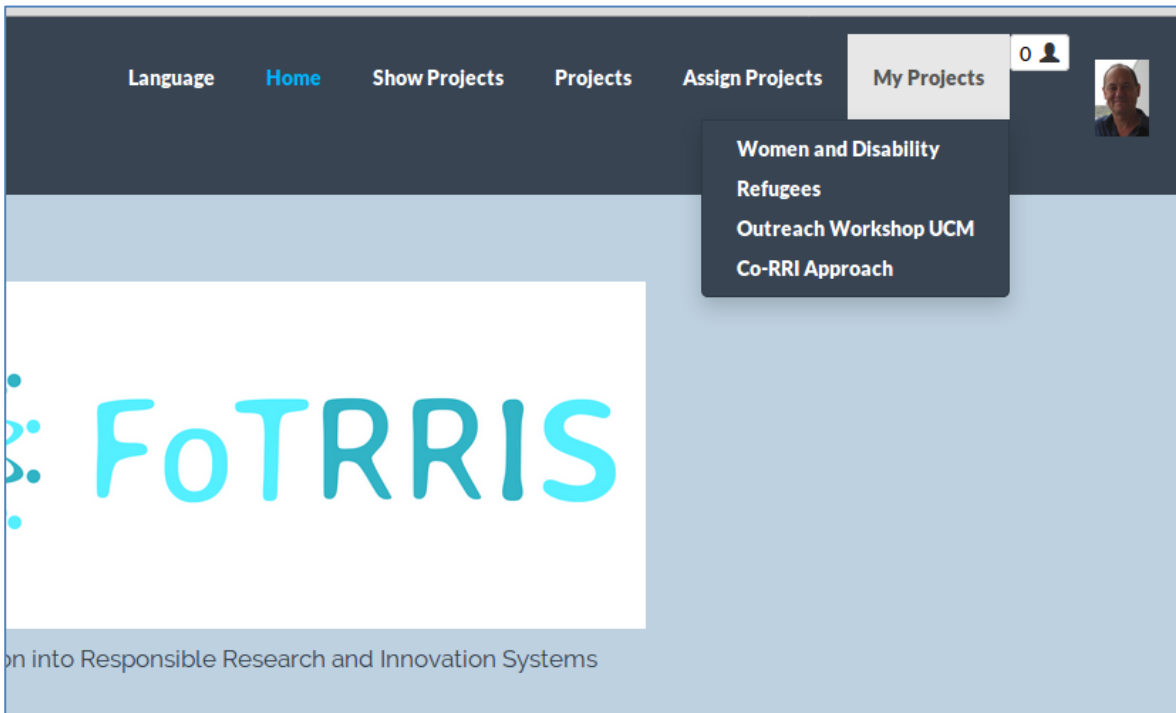 Language Home Show Projects Projects Assign Projects My Projects 0
Women and Disability
Refugees
Outreach Workshop UCM
Co-RRI Approach
FoTRRIS
on into Responsible Research and Innovation Systems